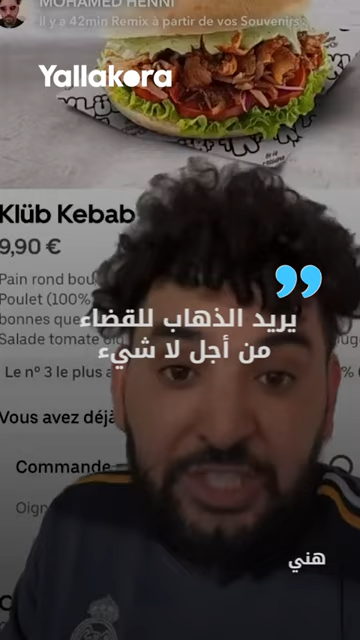 MOHAMED HENNI
il y a 42min Remix à partir de vos Souvenirs
Yallakora
Klüb Kebab
9,90 €
Pain rond bou
Poulet (100%
bonnes que
Salade tomate oig
Le n° 3 le plus a
Vous avez déjà
Commande
Oign
”
يريد الذهاب للقضاء
من أجل لا شيء
هني